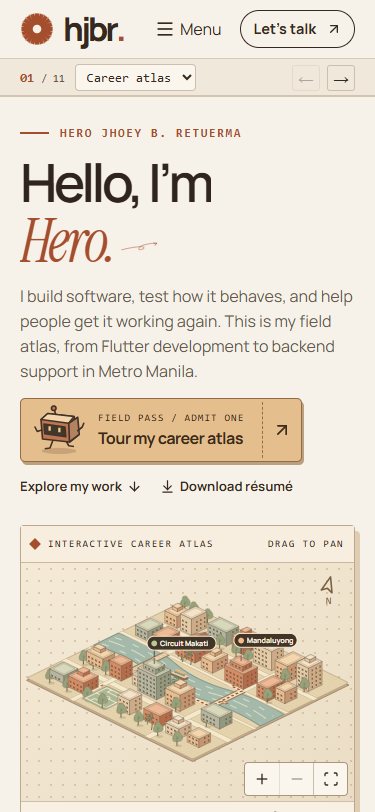 hjbr.
Menu
Let's talk ↗
01 / 11
Career atlas
← →
HERO JHOEY B. RETUERMA
Hello, I'm
Hero.
I build software, test how it behaves, and help
people get it working again. This is my field
atlas, from Flutter development to backend
support in Metro Manila.
FIELD PASS / ADMIT ONE
Tour my career atlas ↗
Explore my work ↓
Download résumé
INTERACTIVE CAREER ATLAS
DRAG TO PAN
N
Circuit Makati
Mandaluyong
+ −